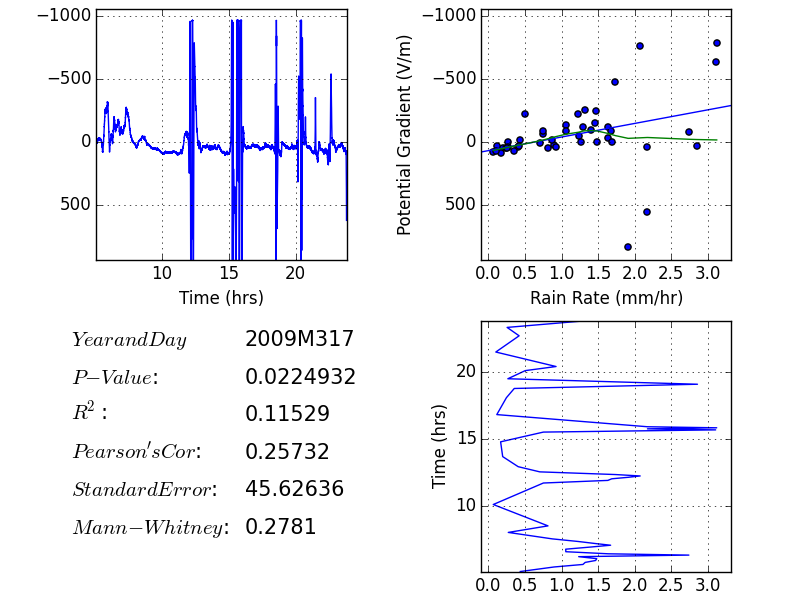 −1000
−500
0
500
10
15
20
Time (hrs)
Potential Gradient (V/m)
−1000
−500
0
500
0.0
0.5
1.0
1.5
2.0
2.5
3.0
Rain Rate (mm/hr)
YearandDay 2009M317
P−Value: 0.0224932
R²: 0.11529
Pearson'sCor: 0.25732
StandardError: 45.62636
Mann−Whitney: 0.2781
Time (hrs)
20
15
10
0.0
0.5
1.0
1.5
2.0
2.5
3.0